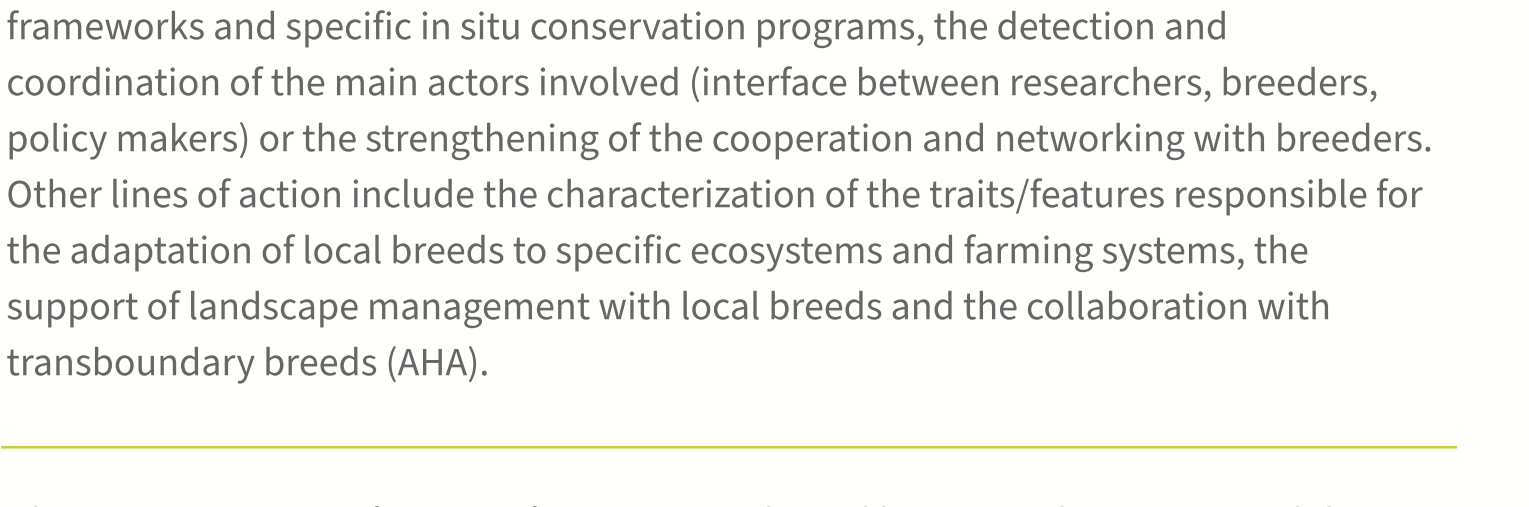 frameworks and specific in situ conservation programs, the detection and
coordination of the main actors involved (interface between researchers, breeders,
policy makers) or the strengthening of the cooperation and networking with breeders.
Other lines of action include the characterization of the traits/features responsible for
the adaptation of local breeds to specific ecosystems and farming systems, the
support of landscape management with local breeds and the collaboration with
transboundary breeds (AHA).